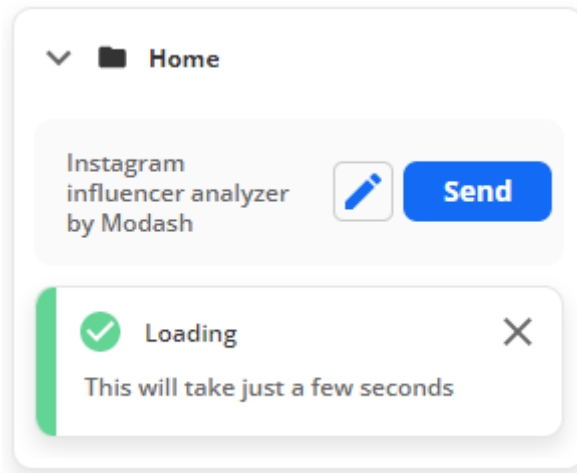 Home
Instagram
influencer analyzer
by Modash
Send
Loading
This will take just a few seconds